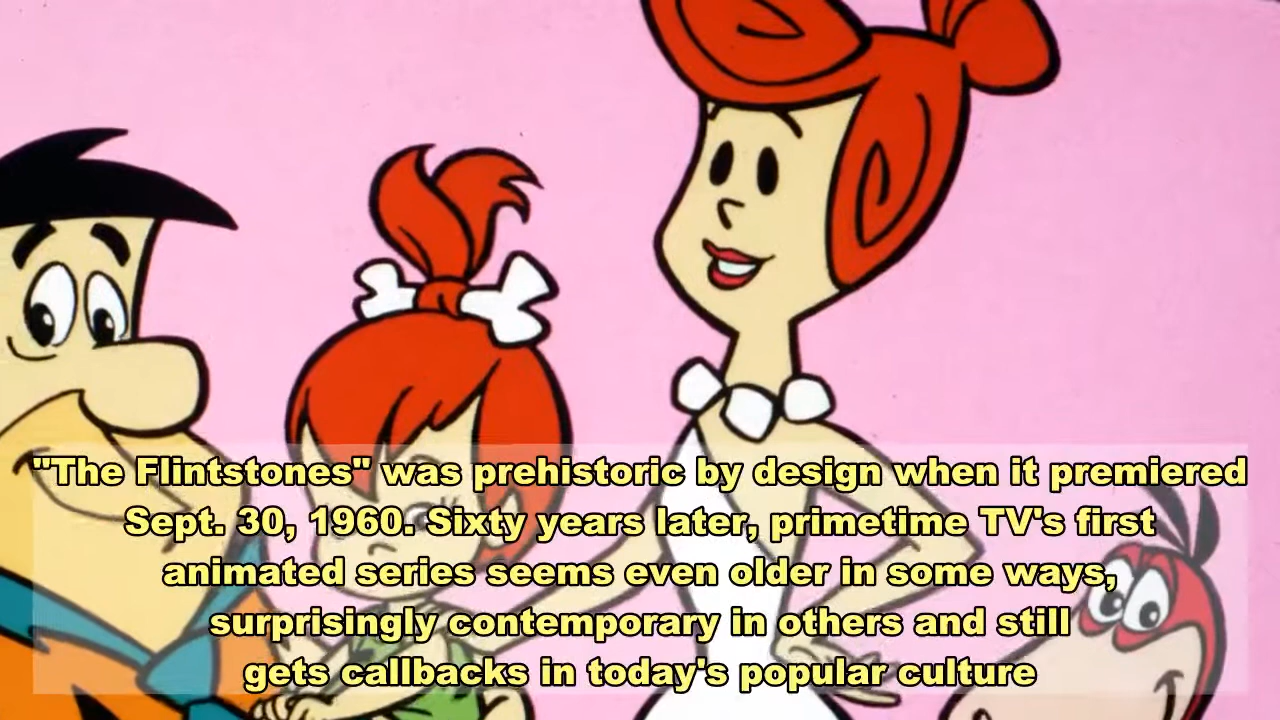 "The Flintstones" was prehistoric by design when it premiered
Sept. 30, 1960. Sixty years later, primetime TV's first
animated series seems even older in some ways,
surprisingly contemporary in others and still
gets callbacks in today's popular culture